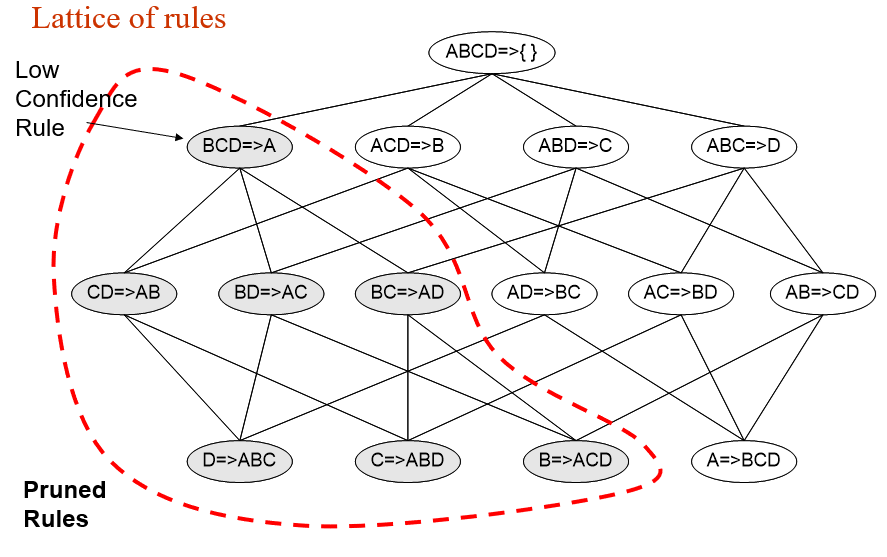 Lattice of rules
ABCD=>{ }
Low
Confidence
Rule
BCD=>A
ACD=>B
ABD=>C
ABC=>D
CD=>AB
BD=>AC
BC=>AD
AD=>BC
AC=>BD
AB=>CD
D=>ABC
C=>ABD
B=>ACD
A=>BCD
Pruned
Rules